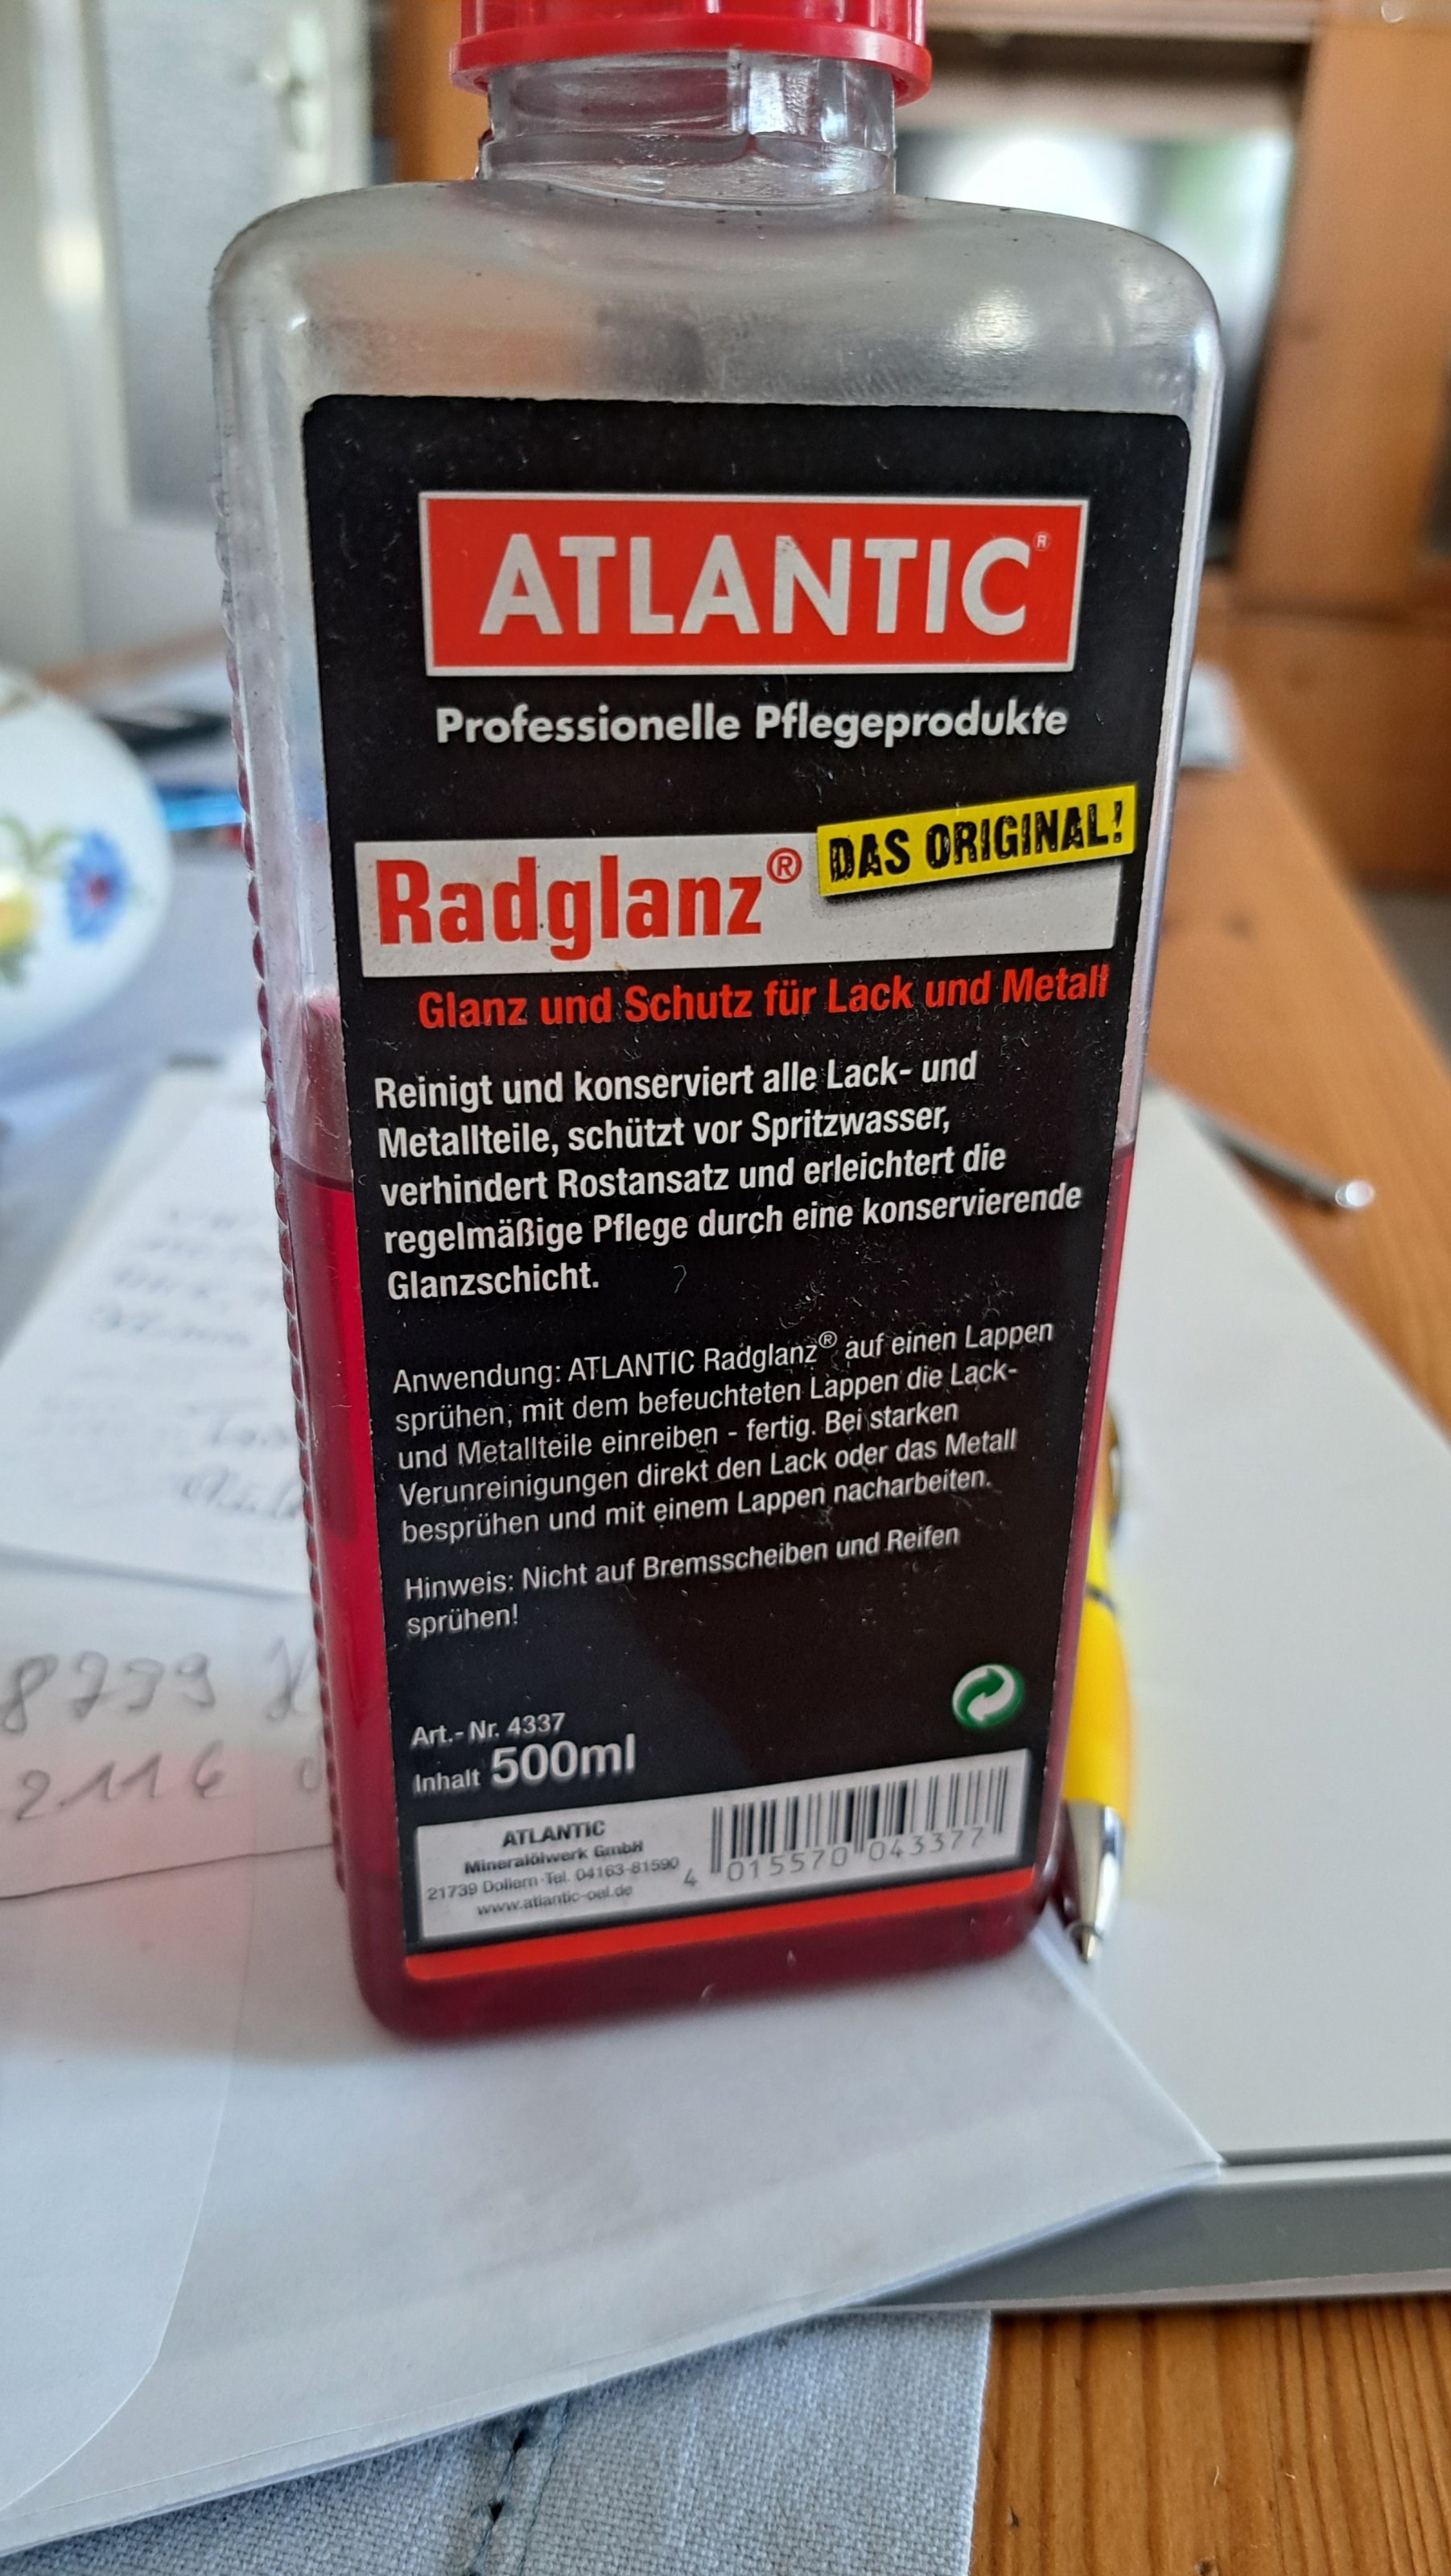 ATLANTIC®
Professionelle Pflegeprodukte
Radglanz®
DAS ORIGINAL!
Glanz und Schutz für Lack und Metall
Reinigt und konserviert alle Lack- und
Metallteile, schützt vor Spritzwasser,
verhindert Rostansatz und erleichtert die
regelmäßige Pflege durch eine konservierende
Glanzschicht.
Anwendung: ATLANTIC Radglanz® auf einen Lappen
sprühen, mit dem befeuchteten Lappen die Lack-
und Metallteile einreiben - fertig. Bei starken
Verunreinigungen direkt den Lack oder das Metall
besprühen und mit einem Lappen nacharbeiten.
Hinweis: Nicht auf Bremsscheiben und Reifen
sprühen!
Art.- Nr. 4337
Inhalt 500ml
ATLANTIC
Mineralölwerk GmbH
21739 Dollern · Tel. 04163-81590
www.atlantic-oel.de
4 015570 043377
2116